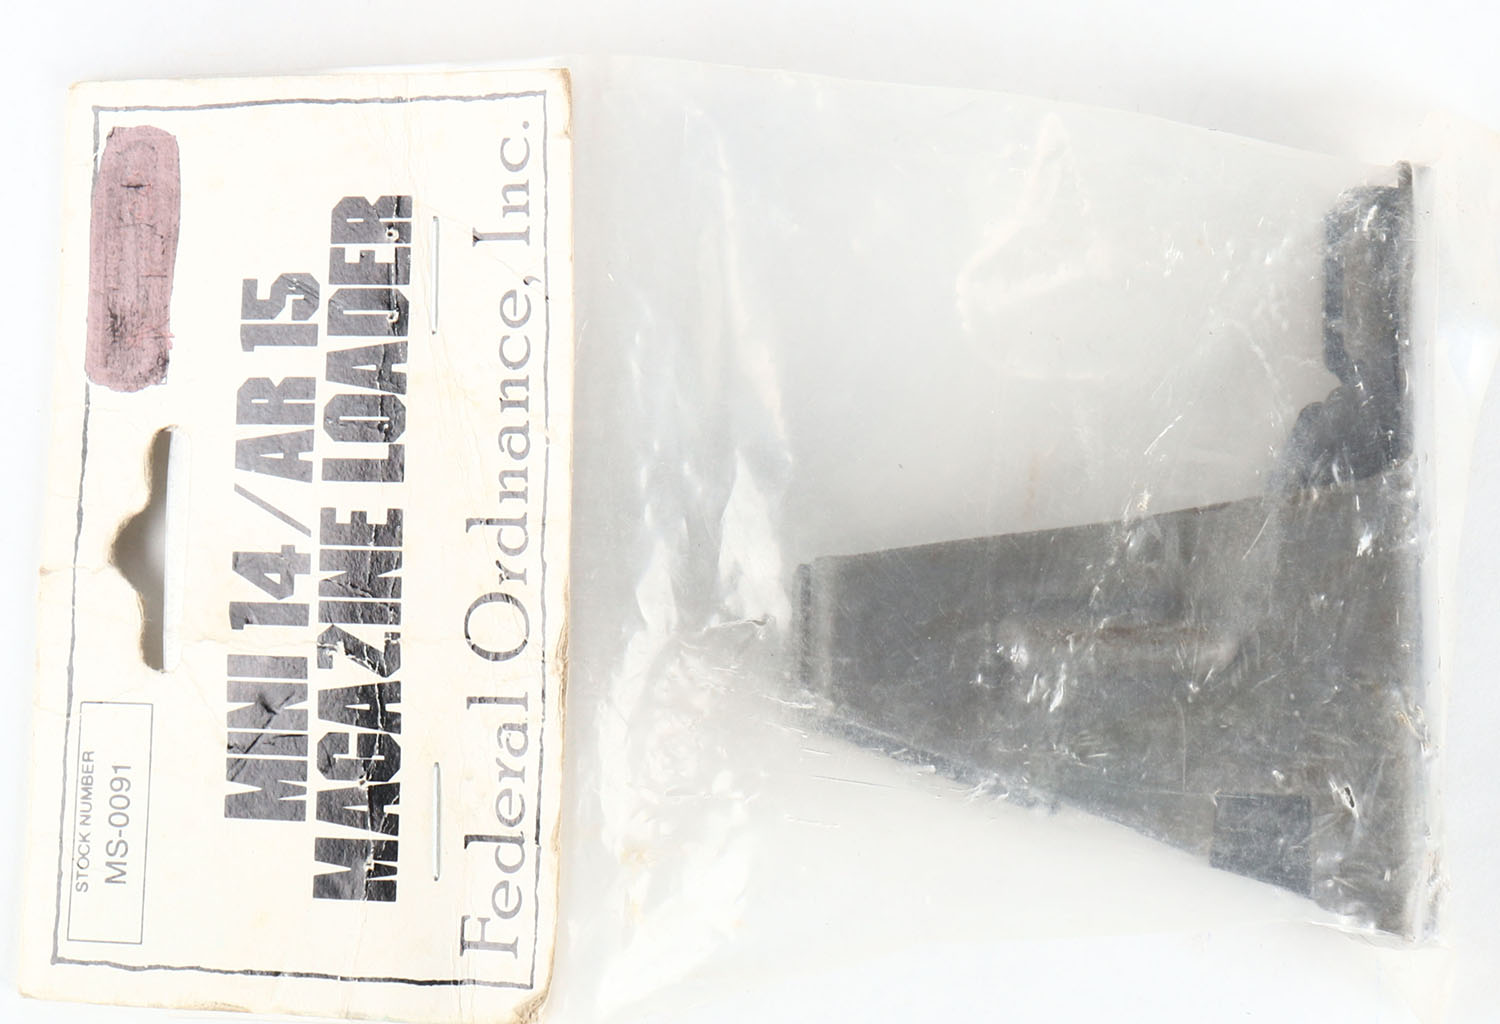 STOCK NUMBER
MS-0091
MINI 14/AR 15
MAGAZINE LOADER
Federal Ordnance, Inc.